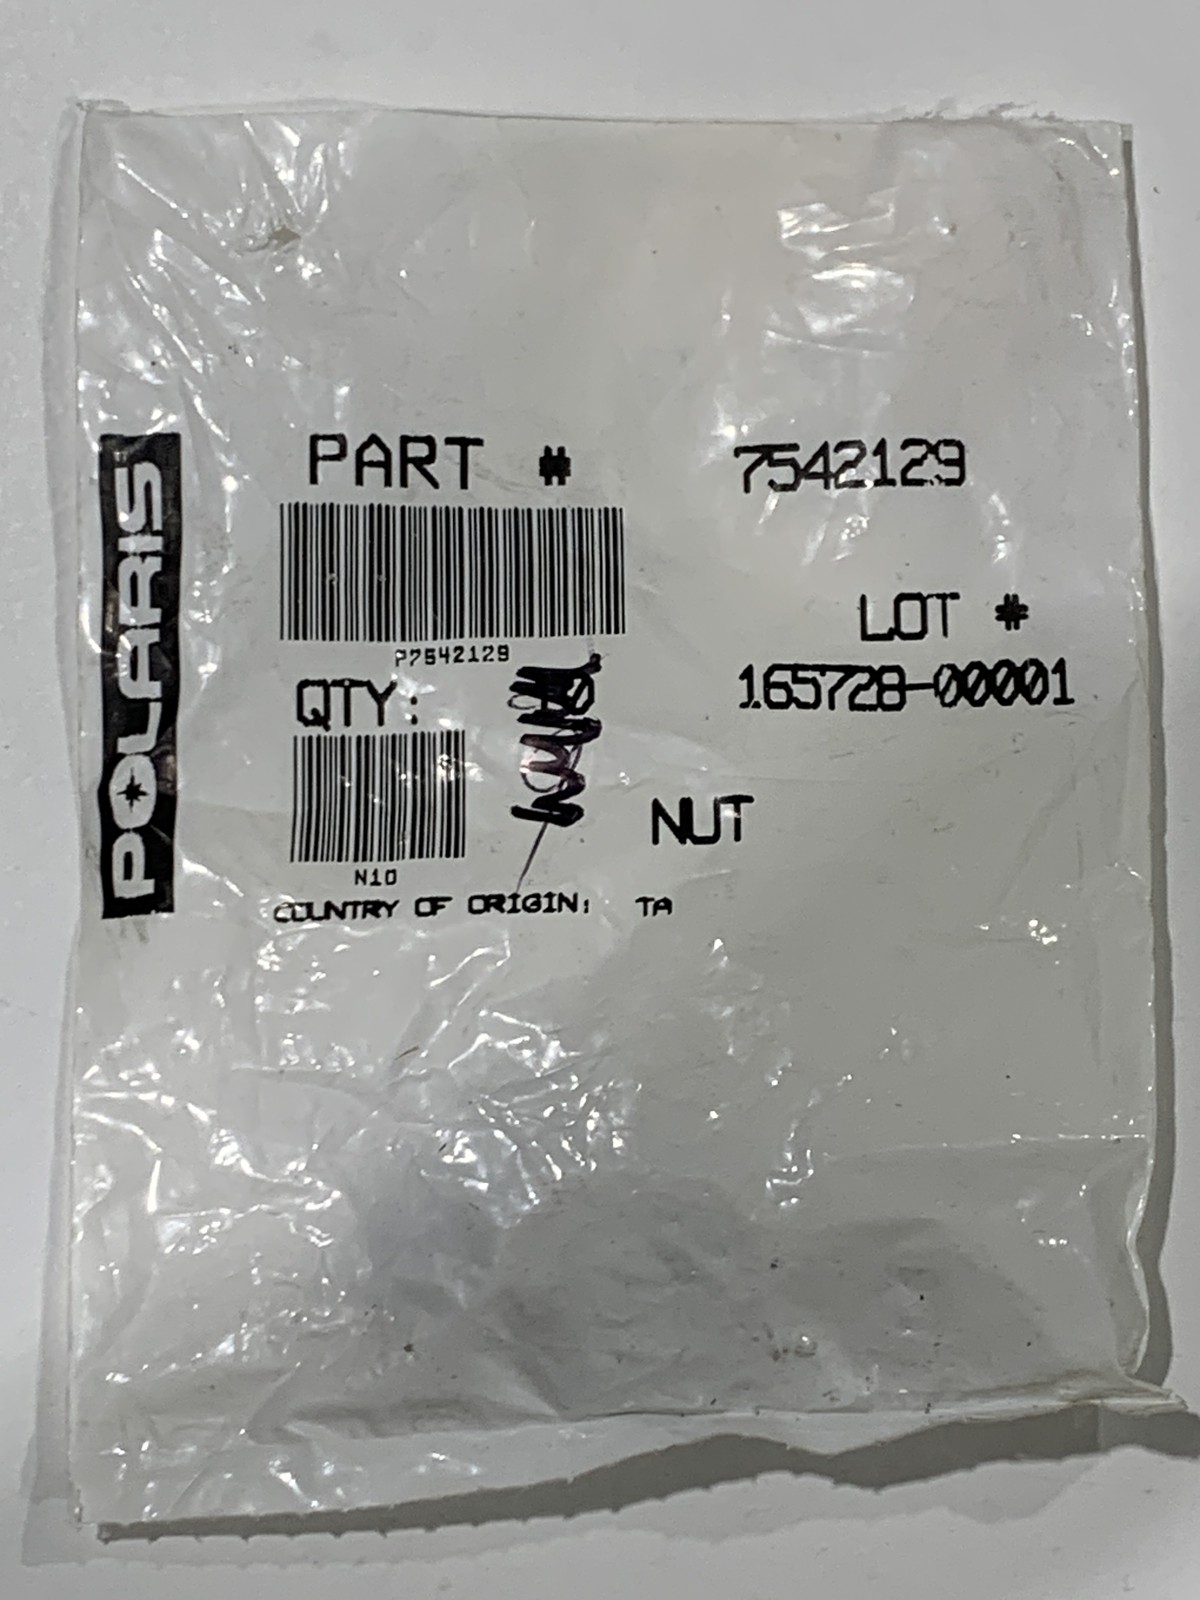 POLARIS
PART # 7542129
P7542129
LOT #
165728-00001
QTY:
N10
NUT
COUNTRY OF ORIGIN: TA